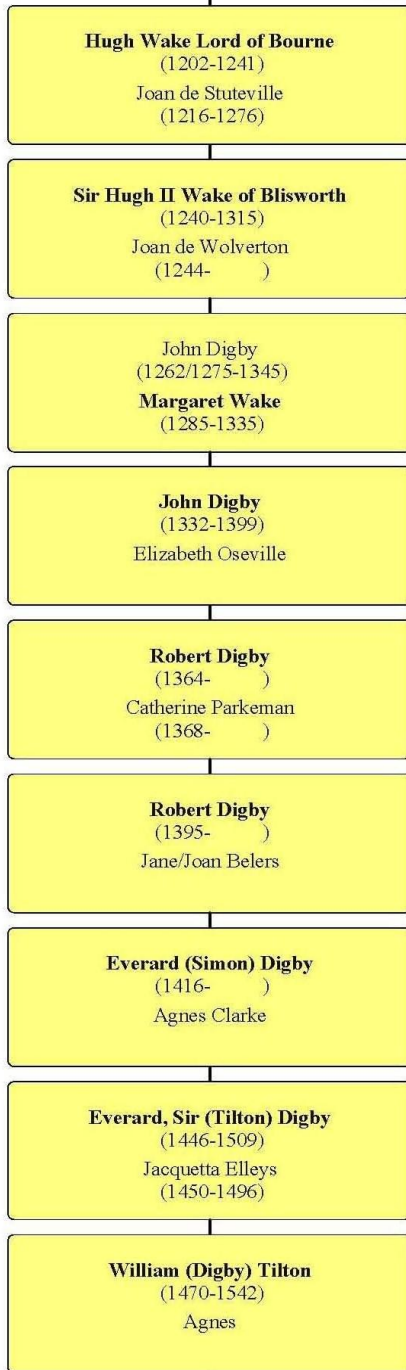 Hugh Wake Lord of Bourne
(1202-1241)
Joan de Stuteville
(1216-1276)
Sir Hugh II Wake of Blisworth
(1240-1315)
Joan de Wolverton
(1244- )
John Digby
(1262/1275-1345)
Margaret Wake
(1285-1335)
John Digby
(1332-1399)
Elizabeth Oseville
Robert Digby
(1364- )
Catherine Parkeman
(1368- )
Robert Digby
(1395- )
Jane/Joan Belers
Everard (Simon) Digby
(1416- )
Agnes Clarke
Everard, Sir (Tilton) Digby
(1446-1509)
Jacquetta Elleys
(1450-1496)
William (Digby) Tilton
(1470-1542)
Agnes